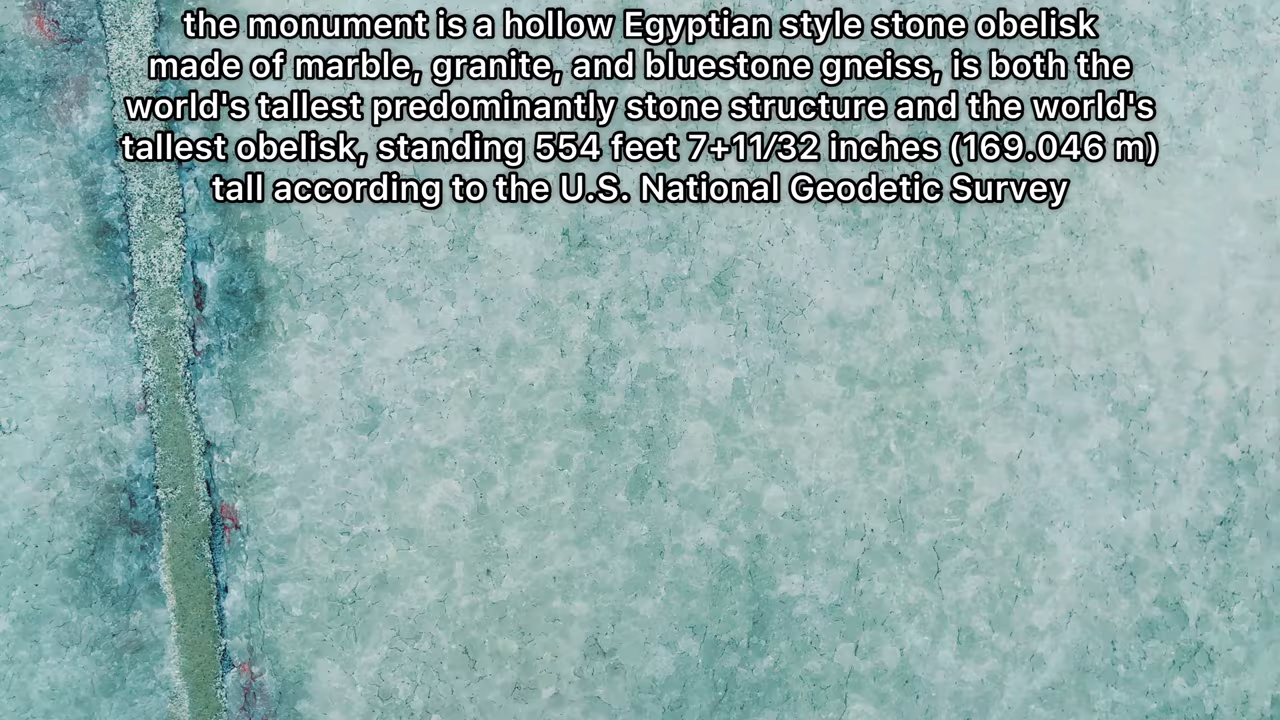 the monument is a hollow Egyptian style stone obelisk
made of marble, granite, and bluestone gneiss, is both the
world's tallest predominantly stone structure and the world's
tallest obelisk, standing 554 feet 7+11⁄32 inches (169.046 m)
tall according to the U.S. National Geodetic Survey